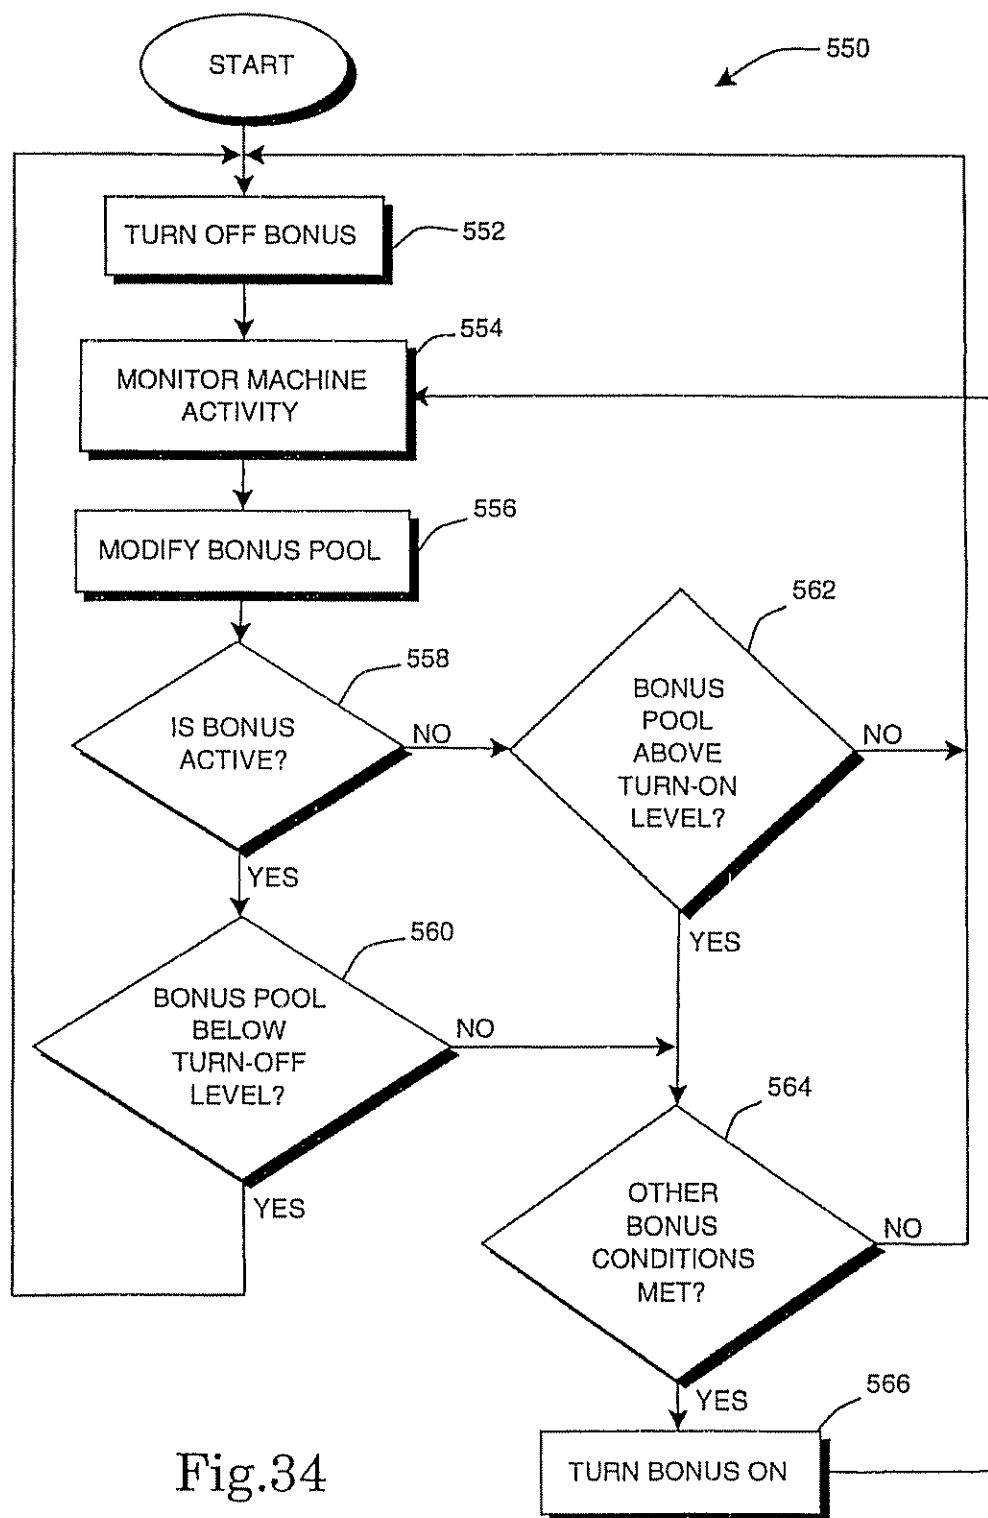 START
550
TURN OFF BONUS
552
554
MONITOR MACHINE
ACTIVITY
556
MODIFY BONUS POOL
562
558
BONUS
POOL
ABOVE
TURN-ON
LEVEL?
IS BONUS
ACTIVE?
NO
NO
YES
560
YES
BONUS POOL
BELOW
TURN-OFF
LEVEL?
NO
564
YES
OTHER
BONUS
CONDITIONS
MET?
NO
YES
566
TURN BONUS ON
Fig.34